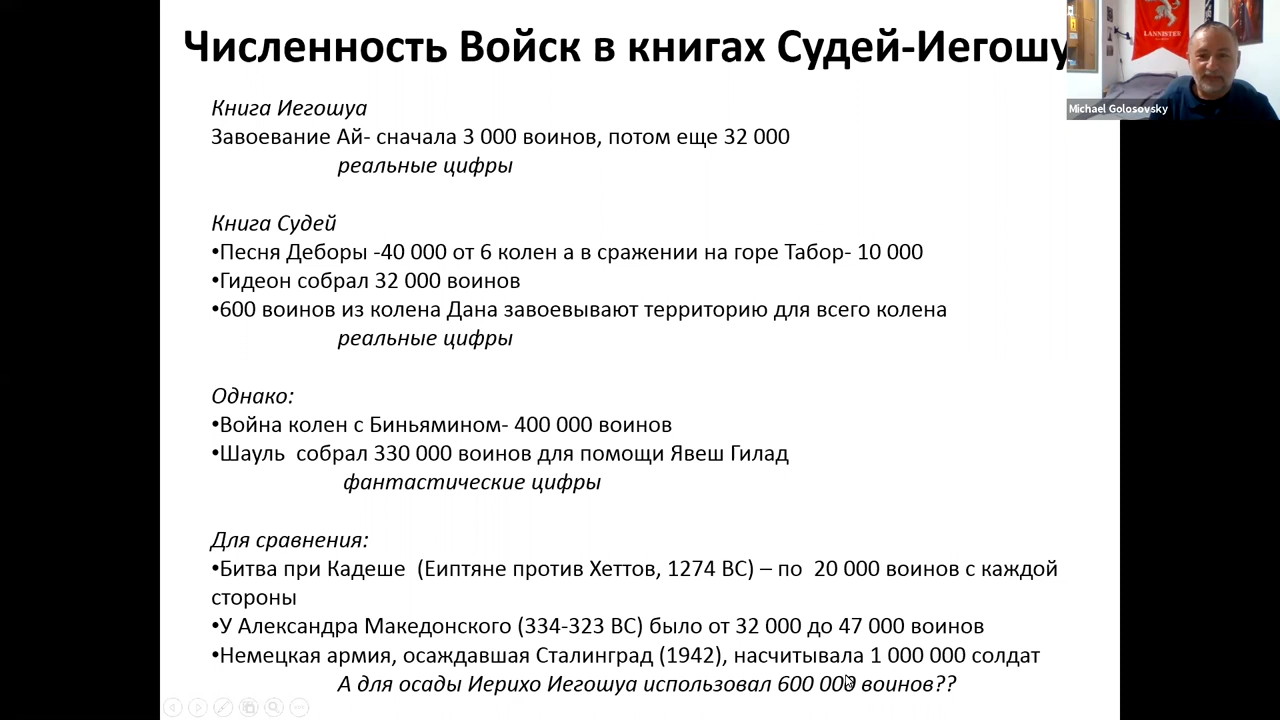 Численность Войск в книгах Судей-Иегошу
LANNISTER
Michael Golosovsky
Книга Иегошуа
Завоевание Ай- сначала 3 000 воинов, потом еще 32 000
реальные цифры
Книга Судей
•Песня Деборы -40 000 от 6 колен а в сражении на горе Табор- 10 000
•Гидеон собрал 32 000 воинов
•600 воинов из колена Дана завоевывают территорию для всего колена
реальные цифры
Однако:
•Война колен с Биньямином- 400 000 воинов
•Шауль собрал 330 000 воинов для помощи Явеш Гилад
фантастические цифры
Для сравнения:
•Битва при Кадеше (Еиптяне против Хеттов, 1274 BC) – по 20 000 воинов с каждой
стороны
•У Александра Македонского (334-323 BC) было от 32 000 до 47 000 воинов
•Немецкая армия, осаждавшая Сталинград (1942), насчитывала 1 000 000 солдат
А для осады Иерихо Иегошуа использовал 600 000 воинов??